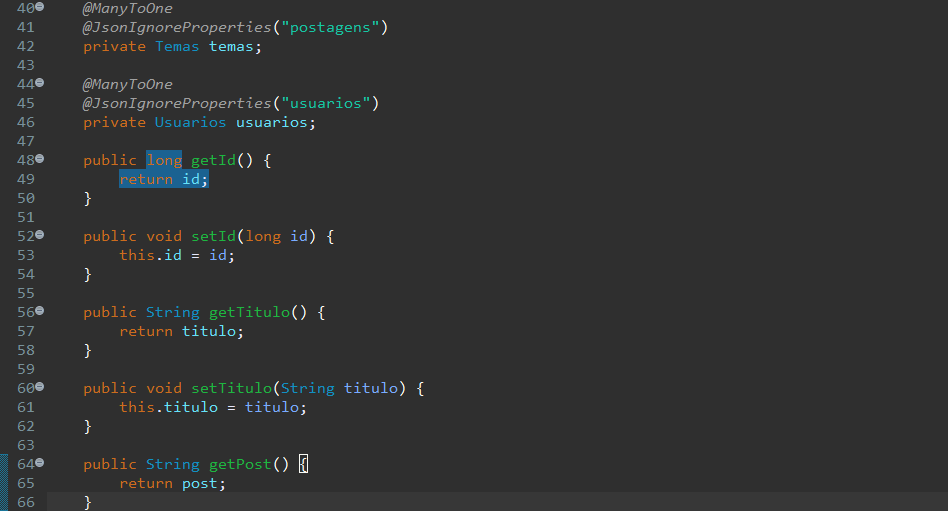 40 @ManyToOne
41 @JsonIgnoreProperties("postagens")
42 private Temas temas;
43
44 @ManyToOne
45 @JsonIgnoreProperties("usuarios")
46 private Usuarios usuarios;
47
48 public long getId() {
49 return id;
50 }
51
52 public void setId(long id) {
53 this.id = id;
54 }
55
56 public String getTitulo() {
57 return titulo;
58 }
59
60 public void setTitulo(String titulo) {
61 this.titulo = titulo;
62 }
63
64 public String getPost() {
65 return post;
66 }